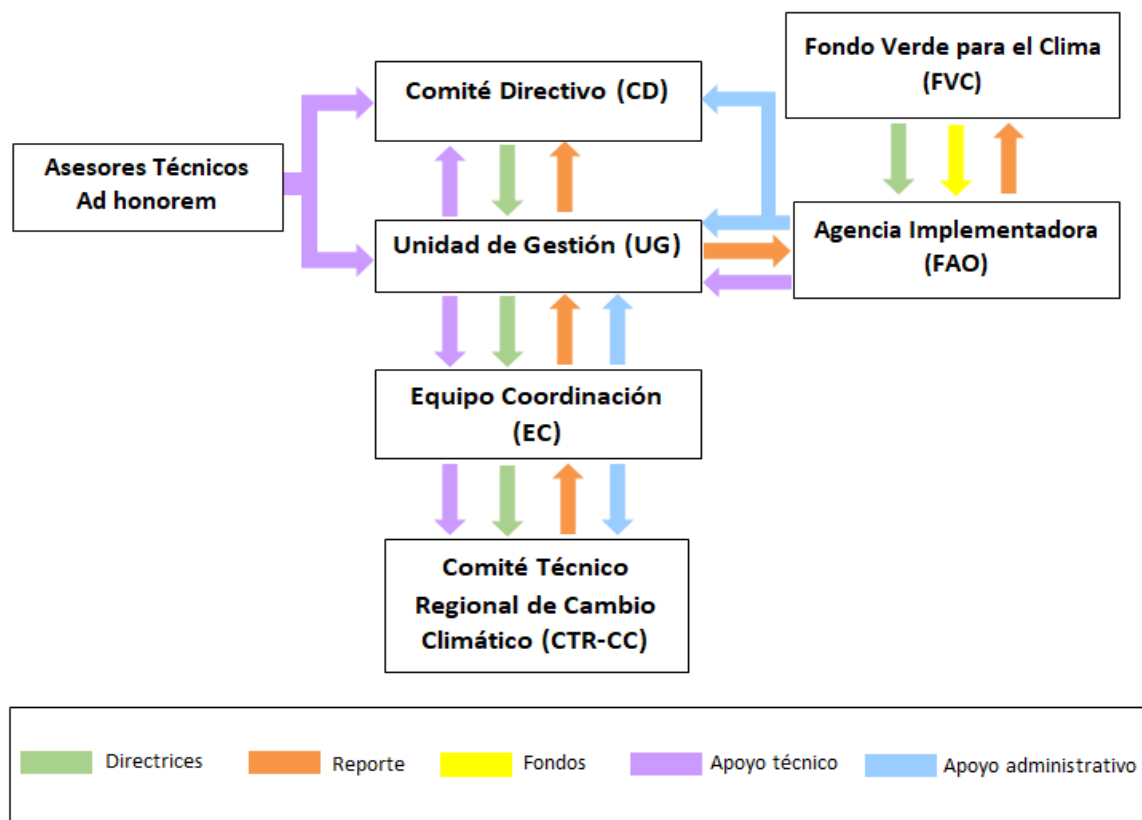 Fondo Verde para el Clima
(FVC)
Comité Directivo (CD)
Asesores Técnicos
Ad honorem
Unidad de Gestión (UG)
Agencia Implementadora
(FAO)
Equipo Coordinación
(EC)
Comité Técnico
Regional de Cambio
Climático (CTR-CC)
Directrices
Reporte
Fondos
Apoyo técnico
Apoyo administrativo